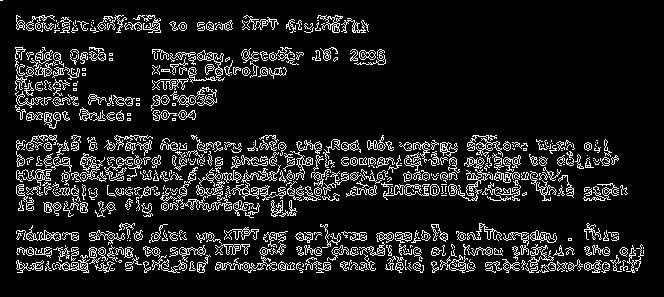 Acquisition news to send XTPT flying!!!
Trade Date: Thursday, October 19, 2006
Company: X-Tra Petroleum
Ticker: XTPT
Current Price: $0.0055
Target Price: $0.04
Here is a brand new entry into the Red Hot energy sector. With oil
prices at record levels these small companies are poised to deliver
HUGE profits. With a combination of solid, proven management,
Extremely Lucrative business sector, and INCREDIBLE news, this stock
is going to fly on Thursday !!!
Members should pick up XTPT as early as possible on Thursday . This
news is going to send XTPT off the charts! We all know that in the oil
business it's the big announcements that make these stocks explode!!!